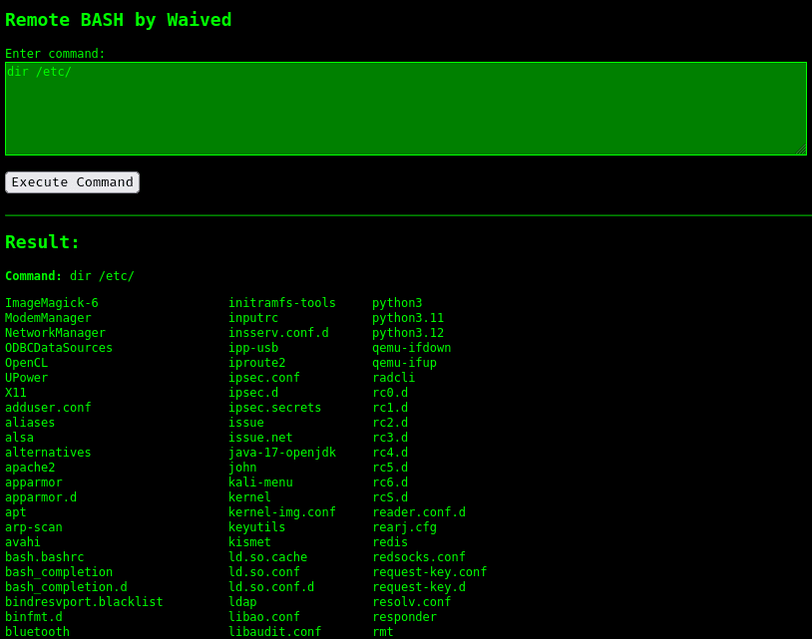 Remote BASH by Waived
Enter command:
dir /etc/
Execute Command
Result:
Command: dir /etc/
ImageMagick-6 initramfs-tools python3
ModemManager inputrc python3.11
NetworkManager insserv.conf.d python3.12
ODBCDataSources ipp-usb qemu-ifdown
OpenCL iproute2 qemu-ifup
UPower ipsec.conf radcli
X11 ipsec.d rc0.d
adduser.conf ipsec.secrets rc1.d
aliases issue rc2.d
alsa issue.net rc3.d
alternatives java-17-openjdk rc4.d
apache2 john rc5.d
apparmor kali-menu rc6.d
apparmor.d kernel rcS.d
apt kernel-img.conf reader.conf.d
arp-scan keyutils rearj.cfg
avahi kismet redis
bash.bashrc ld.so.cache redsocks.conf
bash_completion ld.so.conf request-key.conf
bash_completion.d ld.so.conf.d request-key.d
bindresvport.blacklist ldap resolv.conf
binfmt.d libao.conf responder
bluetooth libaudit.conf rmt